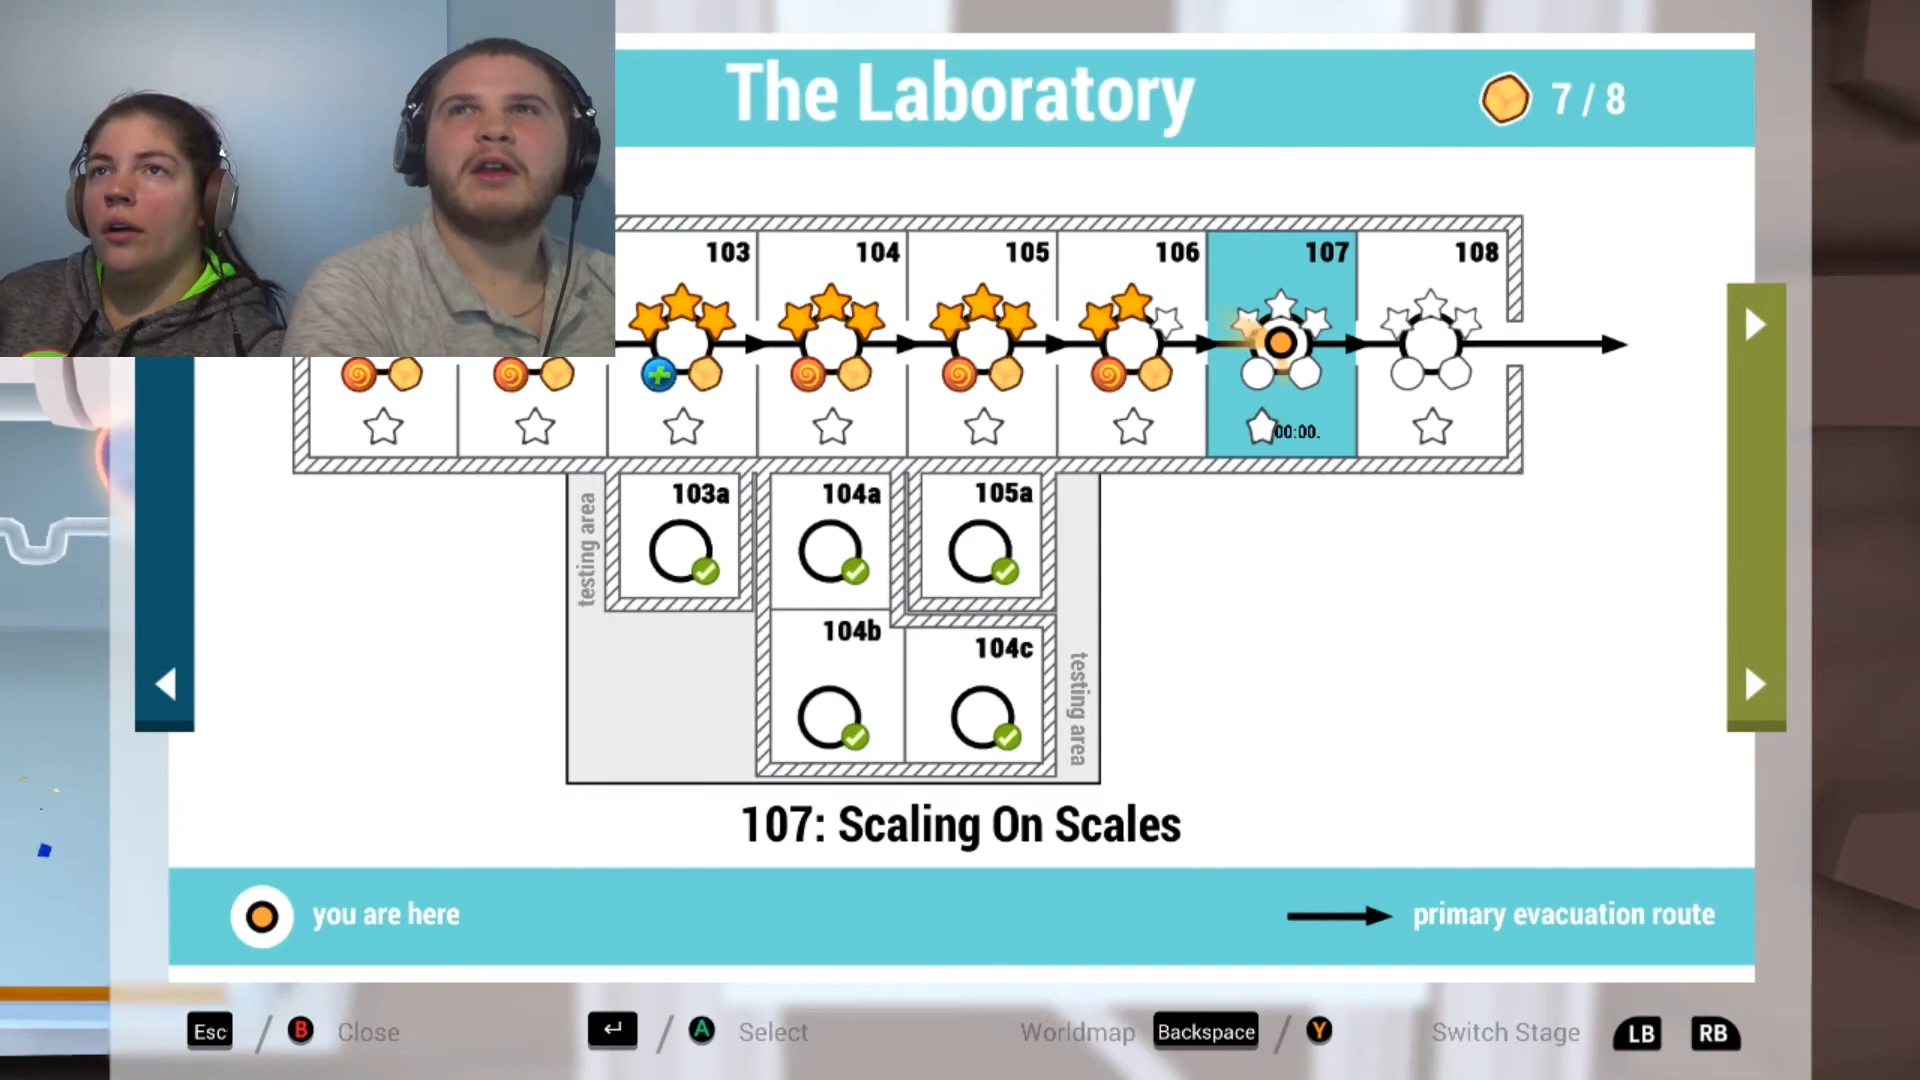 The Laboratory
7 / 8
103
104
105
106
107
108
00:00.
testing area
103a
104a
105a
104b
104c
testing area
107: Scaling On Scales
you are here
primary evacuation route
Esc / B Close
/ A Select
Worldmap Backspace / Y
Switch Stage LB RB